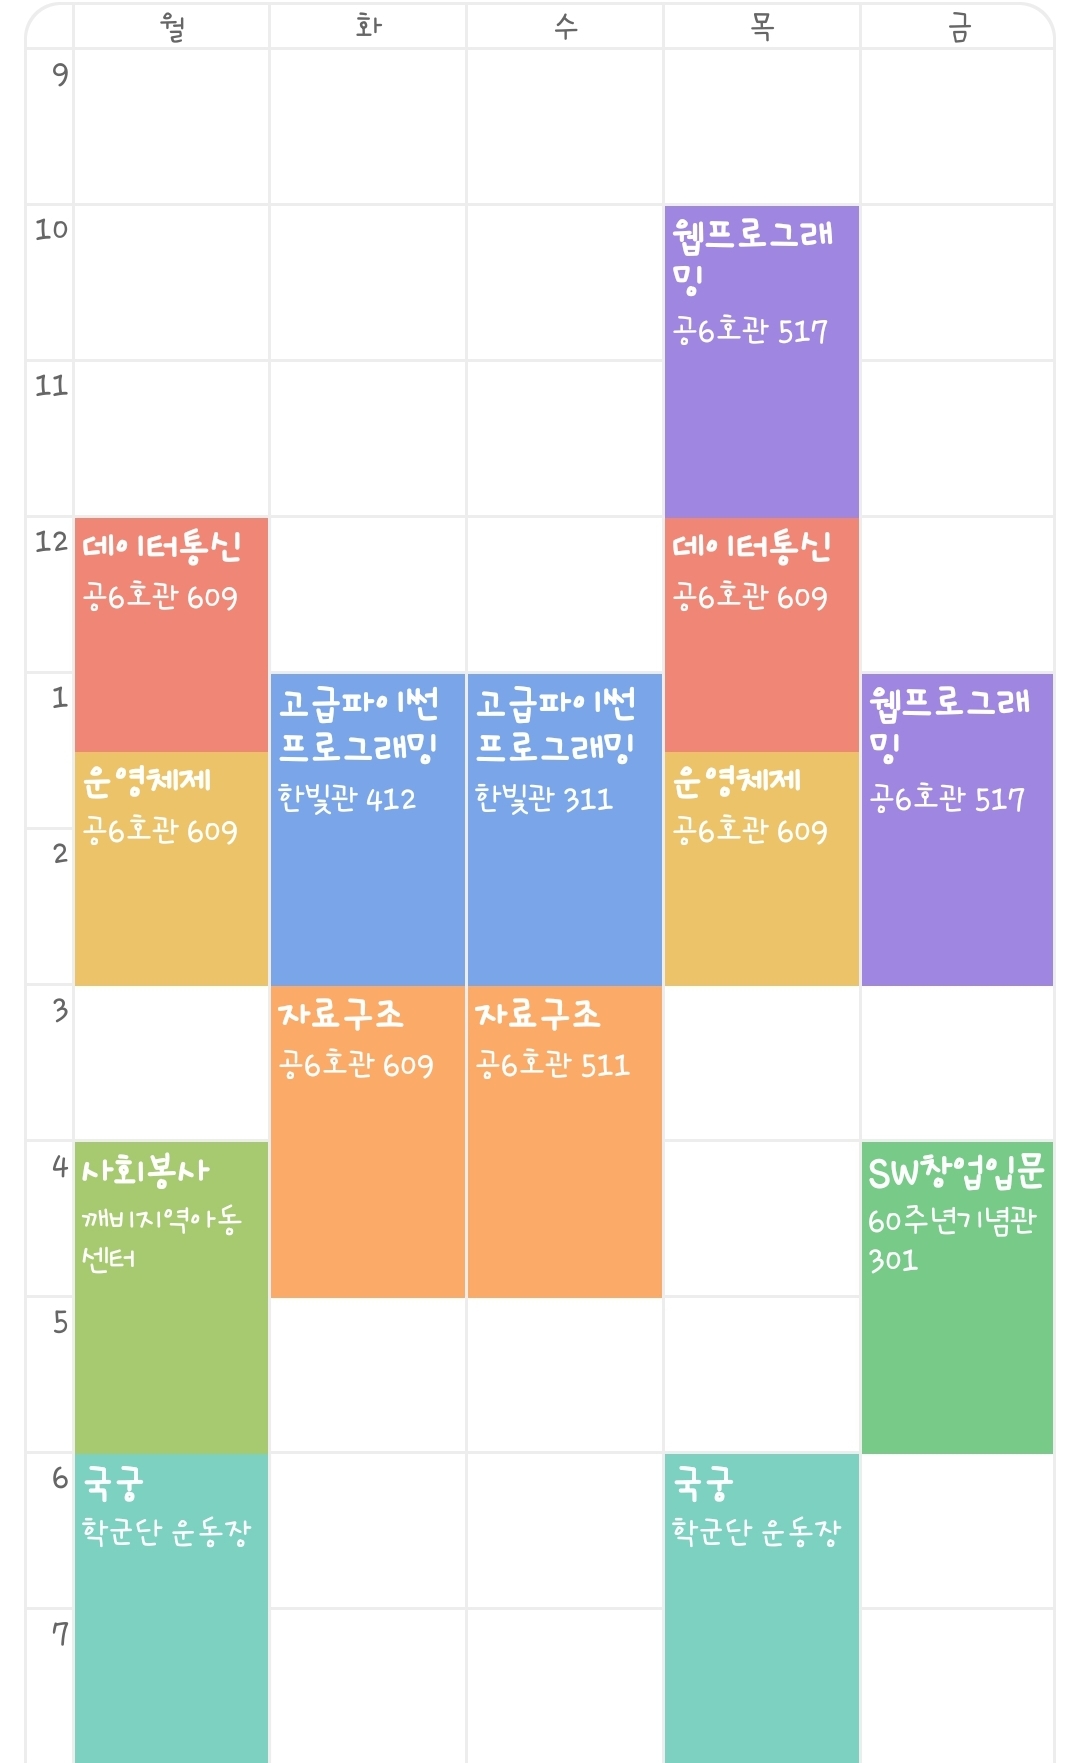 월 화 수 목 금
9
10
웹프로그래
밍
공6호관 517
11
12
데이터통신
공6호관 609
데이터통신
공6호관 609
1
고급파이썬
프로그래밍
한빛관 412
고급파이썬
프로그래밍
한빛관 311
웹프로그래
밍
공6호관 517
운영체제
공6호관 609
운영체제
공6호관 609
2
3
자료구조
공6호관 609
자료구조
공6호관 511
4
사회봉사
깨비지역아동
센터
SW창업입문
60주년기념관
301
5
6
국궁
학군단 운동장
국궁
학군단 운동장
7